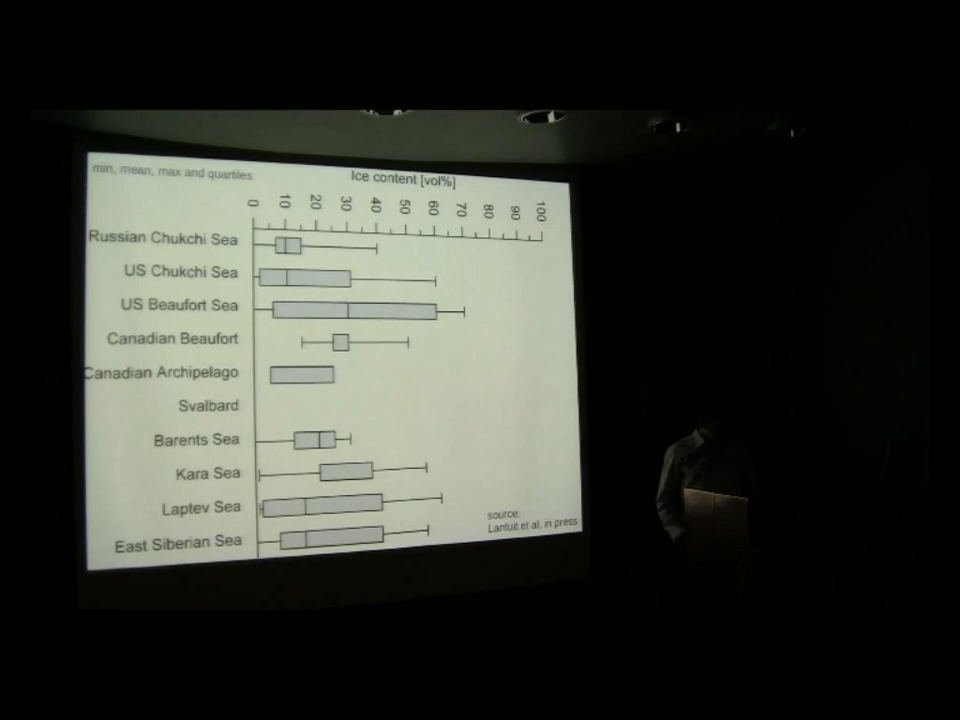 min, mean, max and quartiles
Ice content [vol%]
0 10 20 30 40 50 60 70 80 90 100
Russian Chukchi Sea
US Chukchi Sea
US Beaufort Sea
Canadian Beaufort
Canadian Archipelago
Svalbard
Barents Sea
Kara Sea
Laptev Sea
East Siberian Sea
source:
Lantuit et al, in press